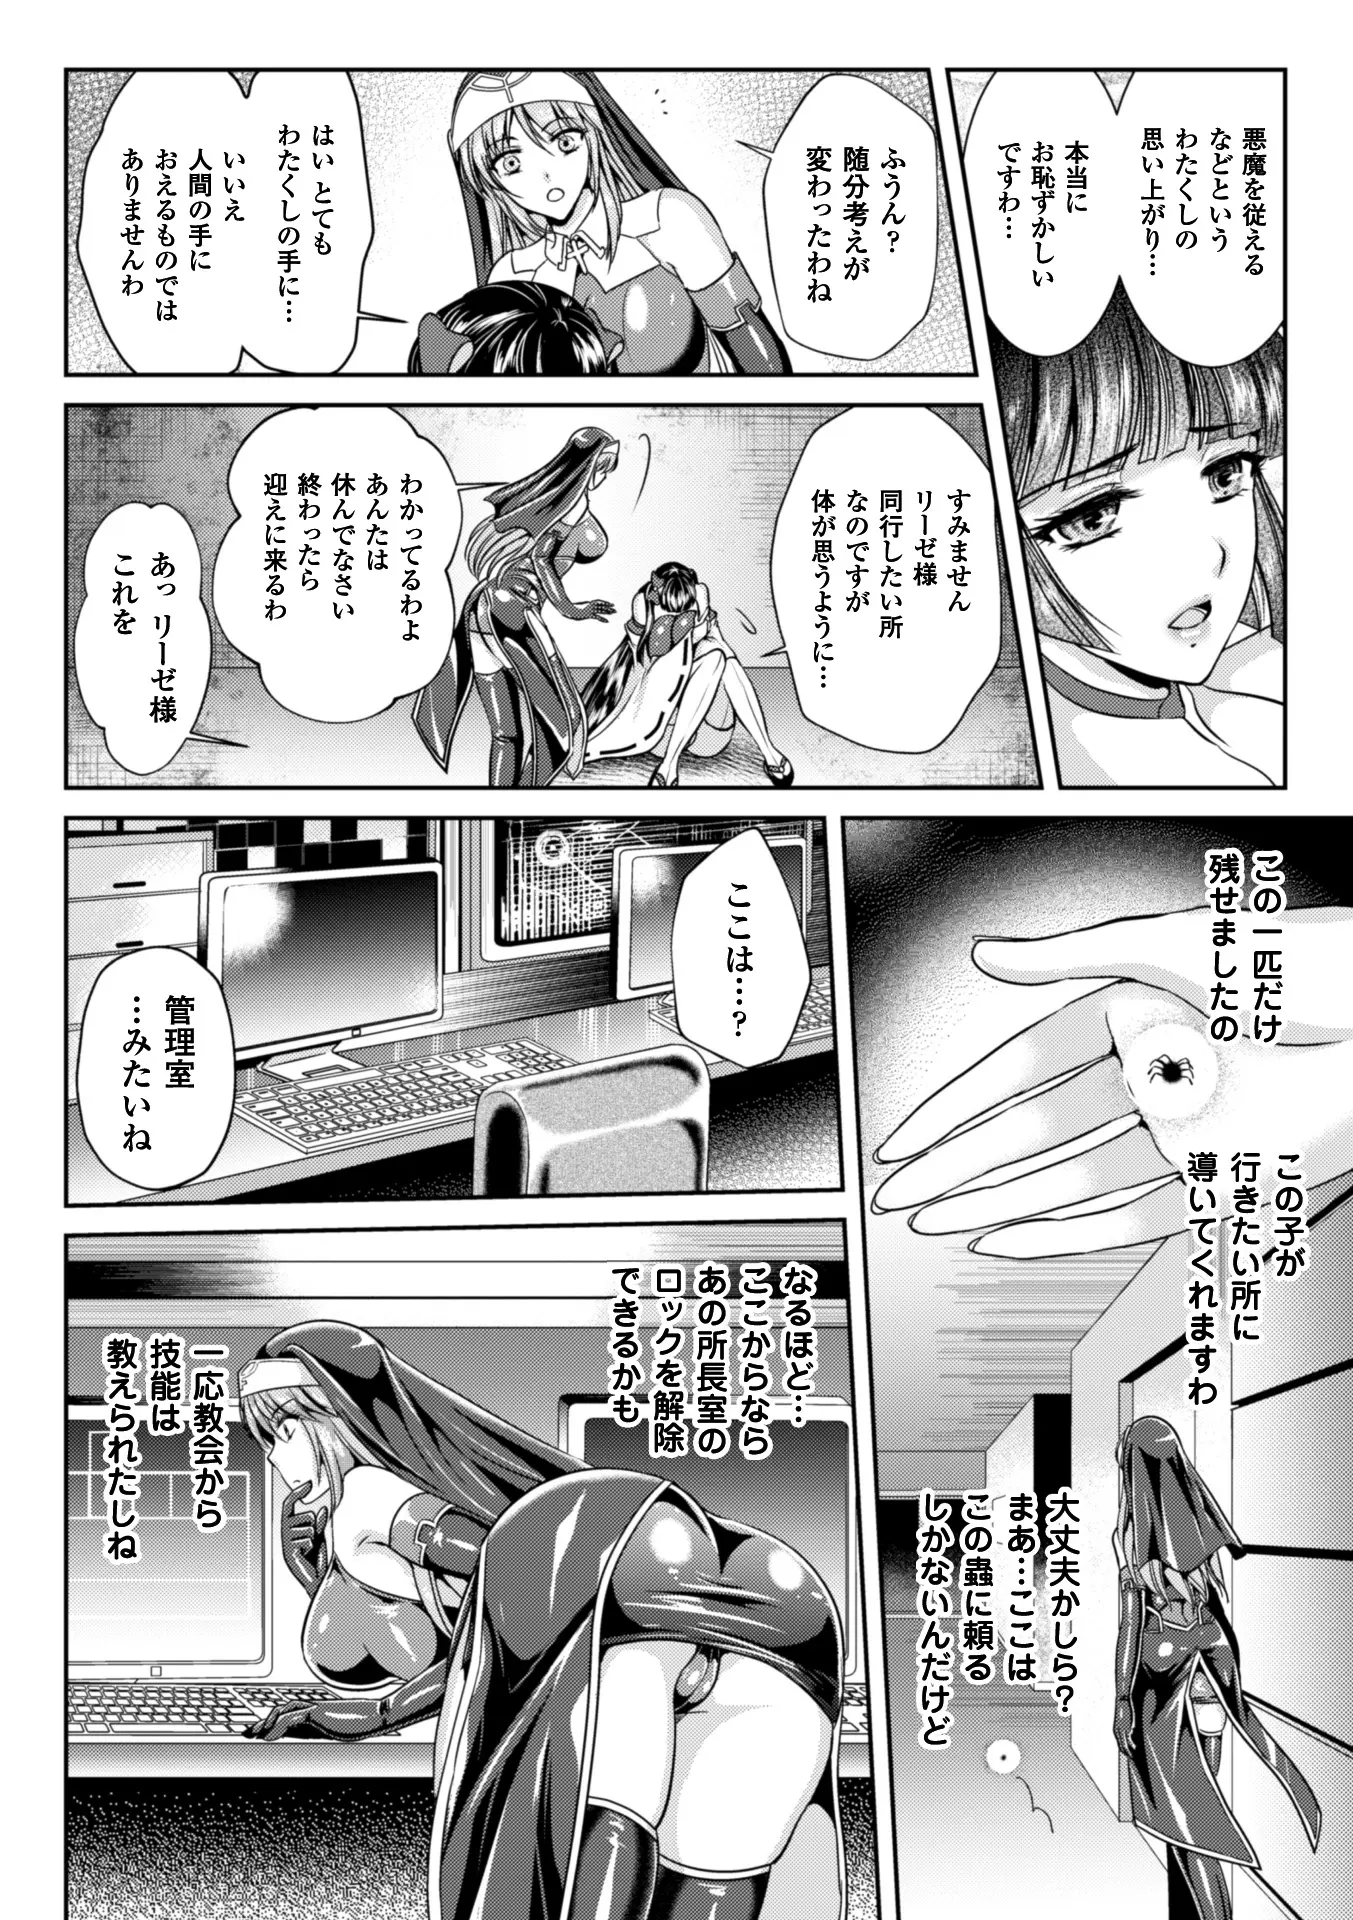 悪魔を従える
などという
わたくしの
思い上がり…
本当に
お恥ずかしい
ですわ…
ふうん?
随分考えが
変わったわね
はい とても
わたくしの手に…
いいえ
人間の手に
おえるものでは
ありませんわ
すみません
リーゼ様
同行したい所
なのですが
体が思うように…
わかってるわよ
あんたは
休んでなさい
終わったら
迎えに来るわ
あっ リーゼ様
これを
この一匹だけ
残せましたの
この子が
行きたい所に
導いてくれますわ
大丈夫かしら?
まあ…ここは
この蟲に頼る
しかないんだけど
ここは…?
管理室
…みたいね
なるほど…
ここからなら
あの所長室の
ロックを解除
できるかも
一応教会から
技能は
教えられたしね